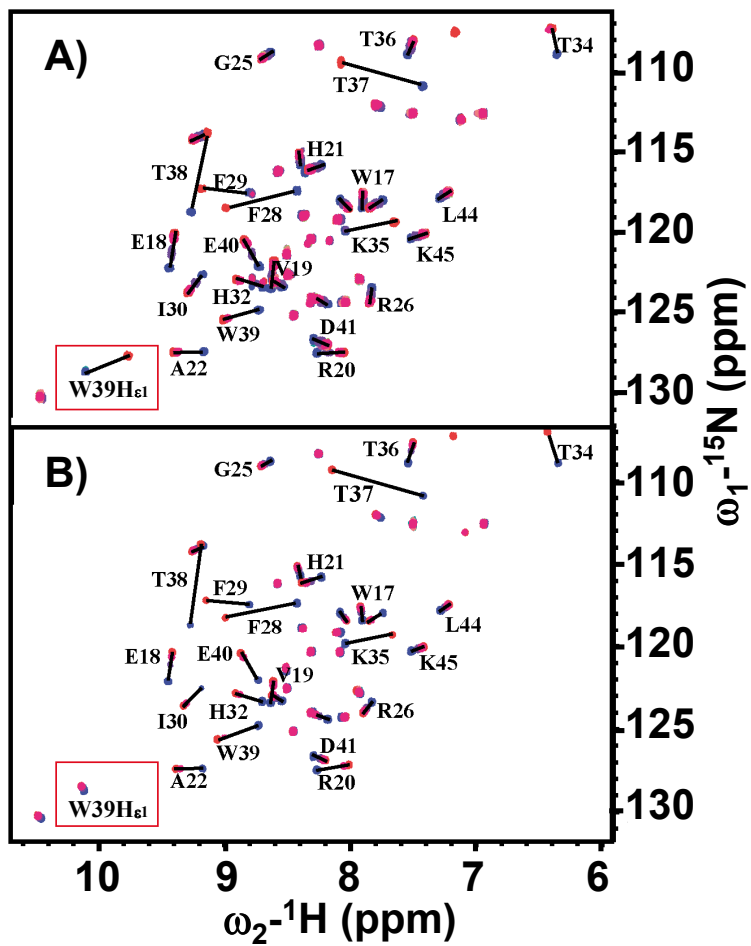 A)
G25
T36
T34
T37
H21
T38
F29
F28
W17
L44
K35
K45
E18
E40
V19
I30
H32
R26
W39
D41
A22
R20
W39Hε1
110
115
120
125
130
B)
G25
T36
T34
T37
H21
T38
F29
F28
W17
L44
K35
K45
E18
E40
V19
I30
H32
R26
W39
D41
A22
R20
W39Hε1
110
115
120
125
130
ω1-15N (ppm)
10
9
8
7
6
ω2-1H (ppm)